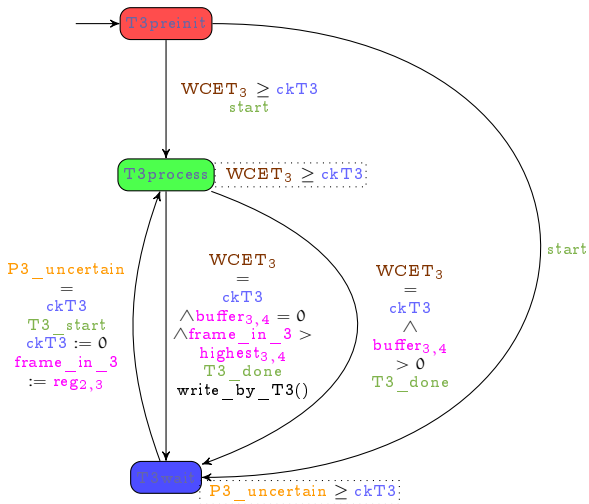 T3preinit
WCET₃ ≥ ckT3
start
T3process
WCET₃ ≥ ckT3
P3_uncertain
=
ckT3
T3_start
ckT3 := 0
frame_in_3
:= reg₂,₃
WCET₃
=
ckT3
∧buffer₃,₄ = 0
∧frame_in_3 >
highest₃,₄
T3_done
write_by_T3()
WCET₃
=
ckT3
∧
buffer₃,₄
> 0
T3_done
start
T3wait
P3_uncertain ≥ ckT3